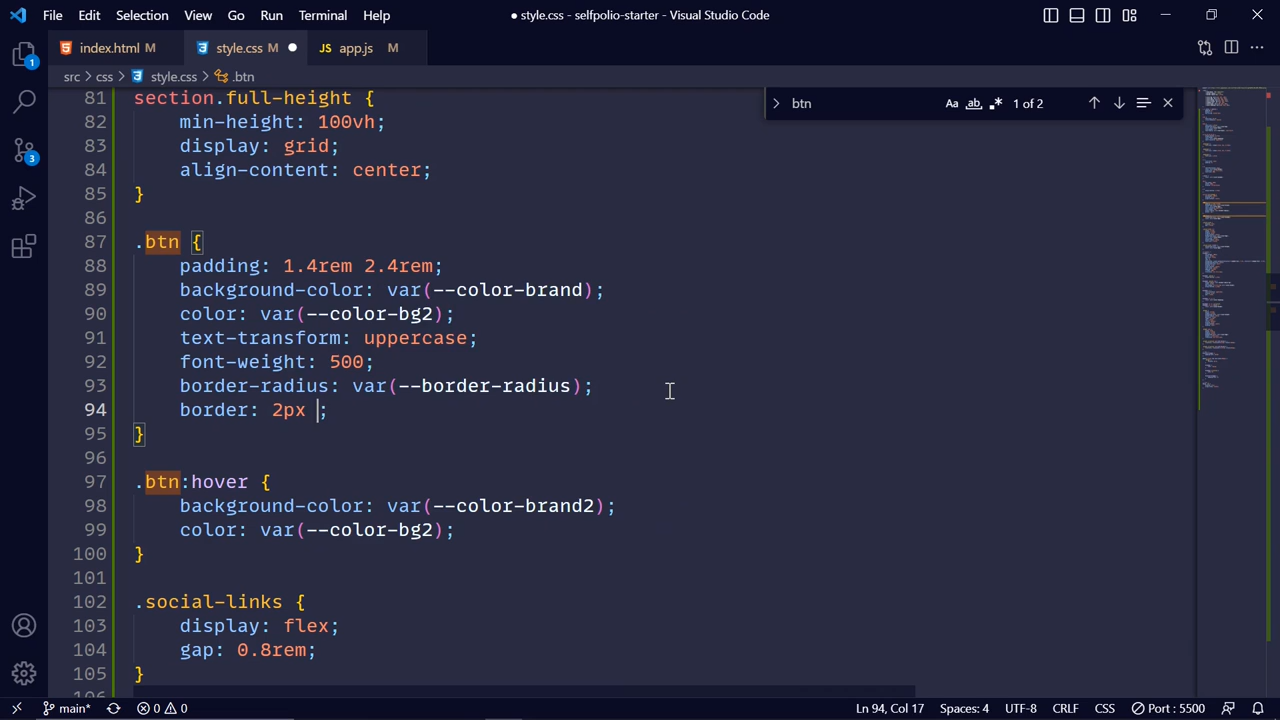 File Edit Selection View Go Run Terminal Help ● style.css - selfpolio-starter - Visual Studio Code
index.html M style.css M ● JS app.js M
src > css > style.css > .btn
btn Aa ab .* 1 of 2
81 section.full-height {
82 min-height: 100vh;
83 display: grid;
84 align-content: center;
85 }
86
87 .btn {
88 padding: 1.4rem 2.4rem;
89 background-color: var(--color-brand);
90 color: var(--color-bg2);
91 text-transform: uppercase;
92 font-weight: 500;
93 border-radius: var(--border-radius);
94 border: 2px ;
95 }
96
97 .btn:hover {
98 background-color: var(--color-brand2);
99 color: var(--color-bg2);
100 }
101
102 .social-links {
103 display: flex;
104 gap: 0.8rem;
105 }
1
3
main* 0 0 Ln 94, Col 17 Spaces: 4 UTF-8 CRLF CSS Port : 5500